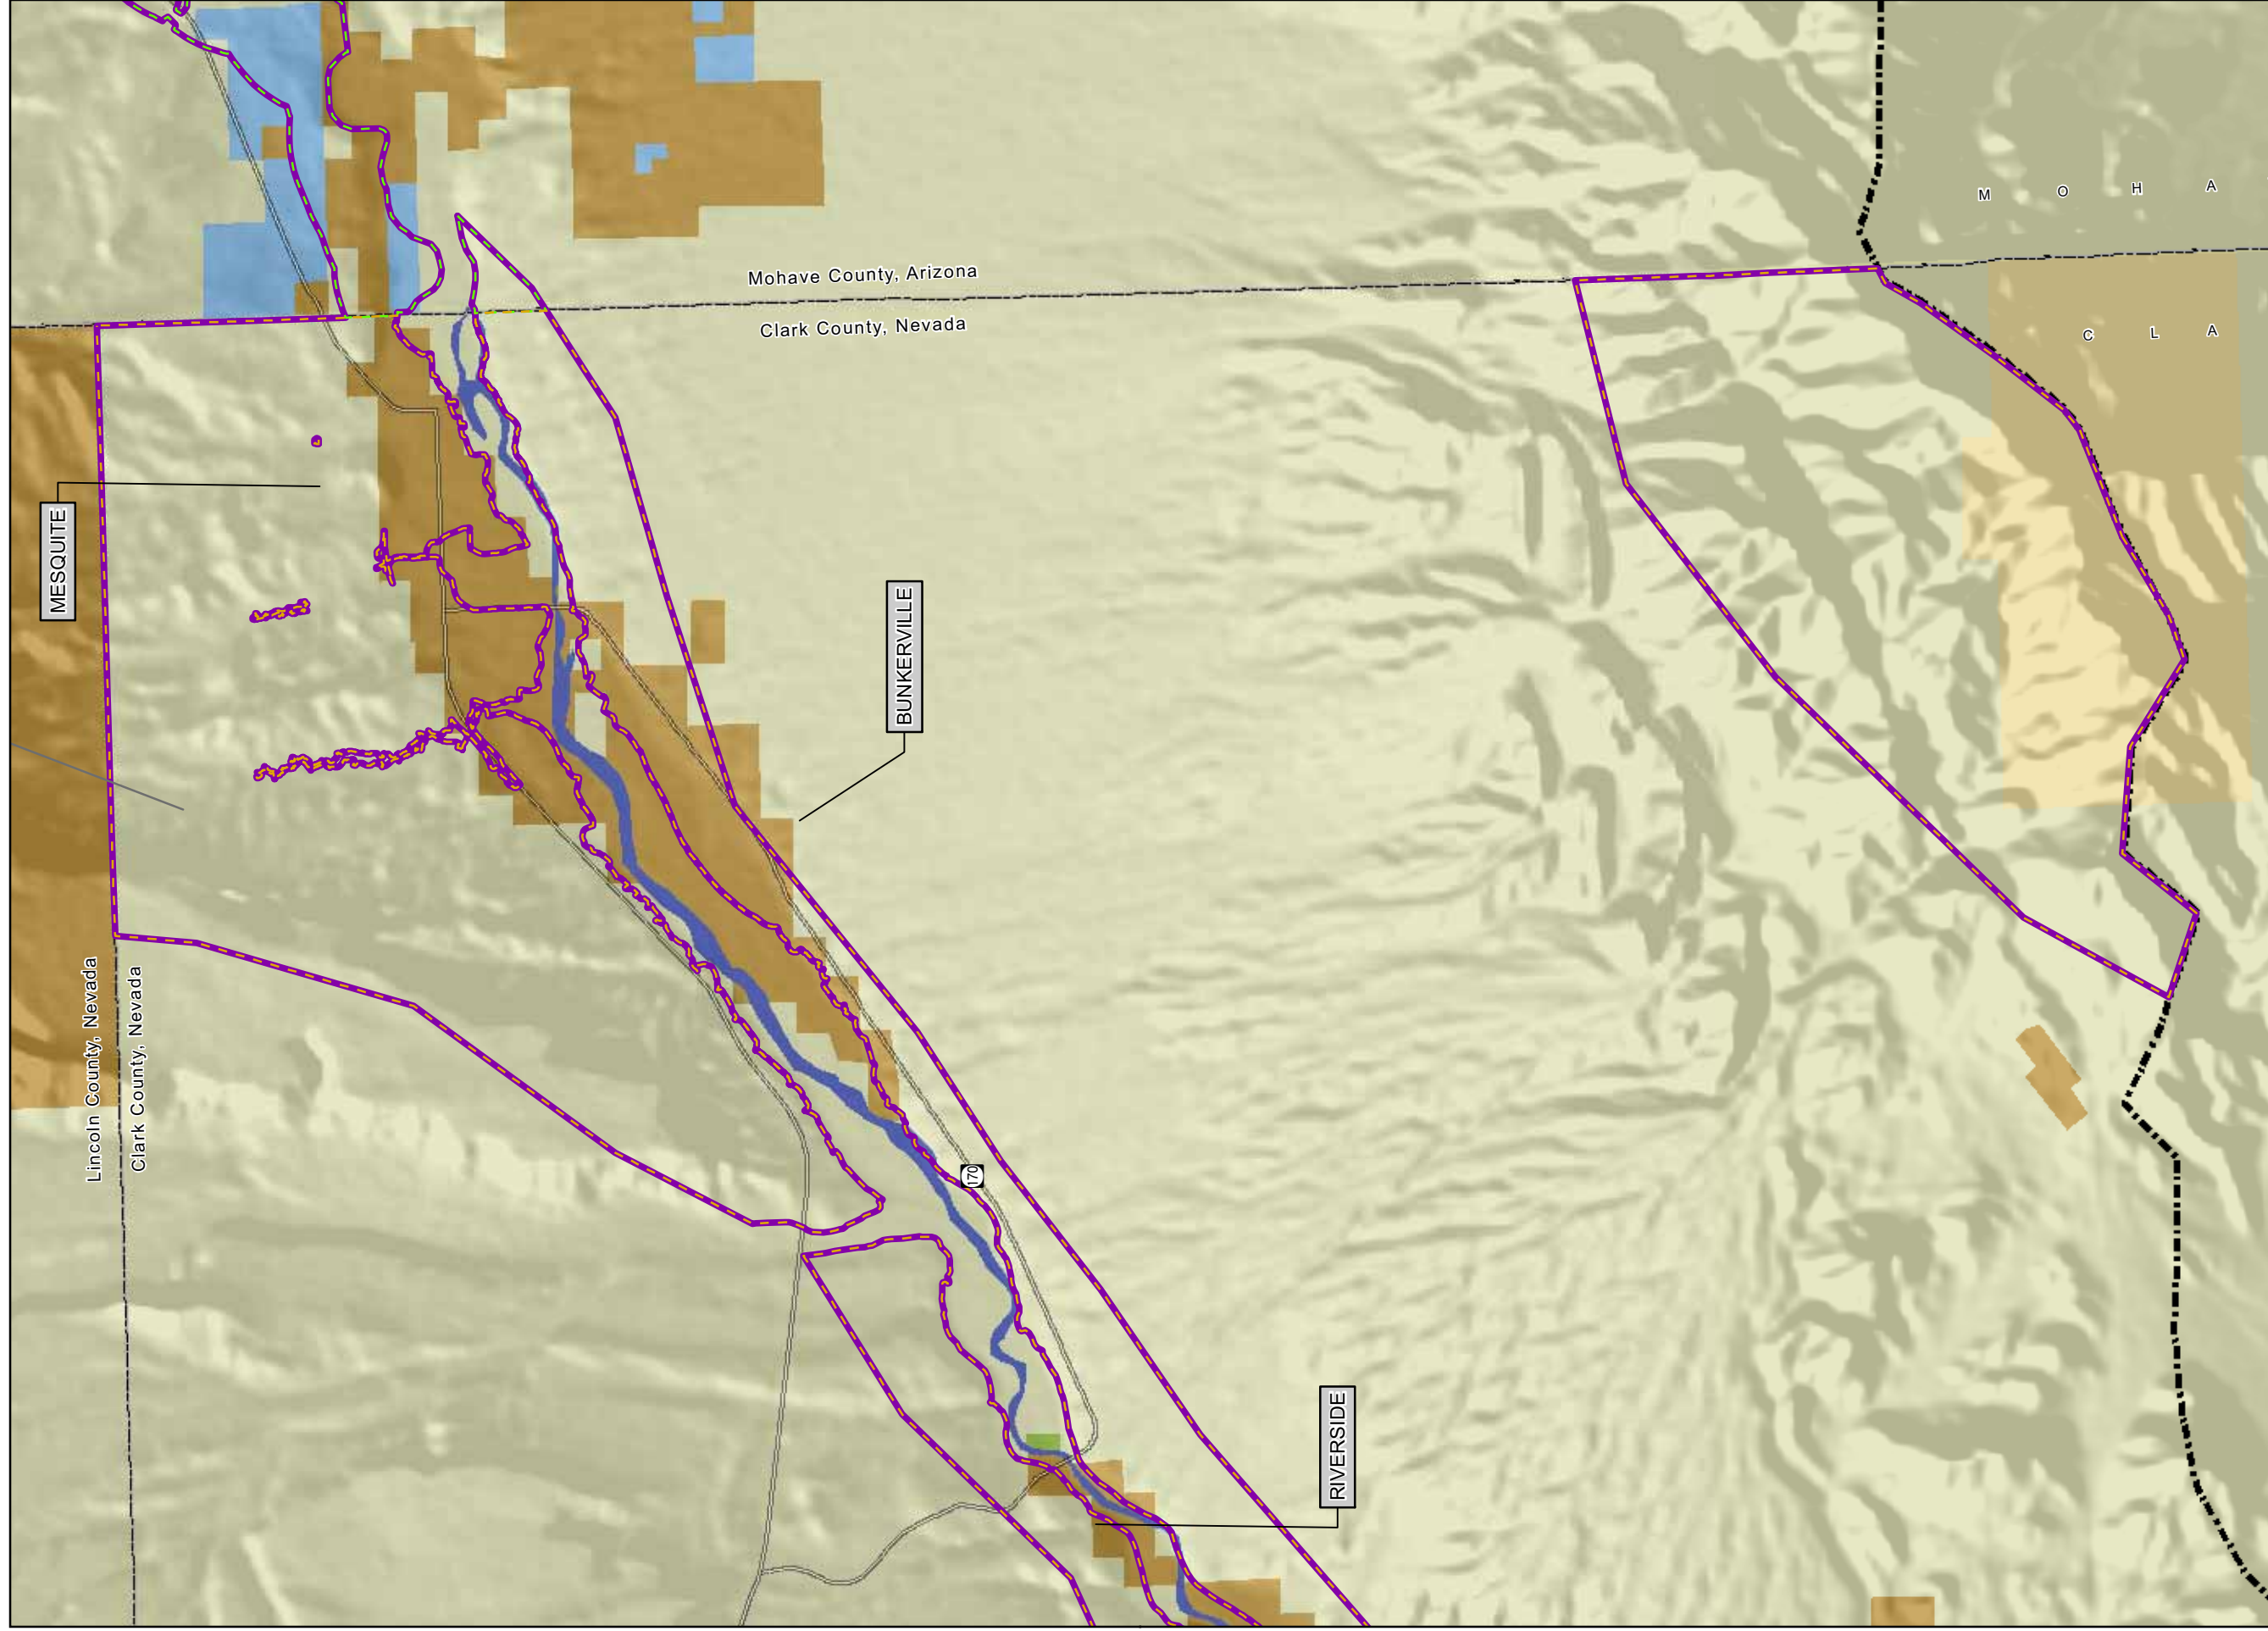 M O H A
Mohave County, Arizona
Clark County, Nevada
C L A
MESQUITE
BUNKERVILLE
Lincoln County, Nevada
Clark County, Nevada
170
RIVERSIDE